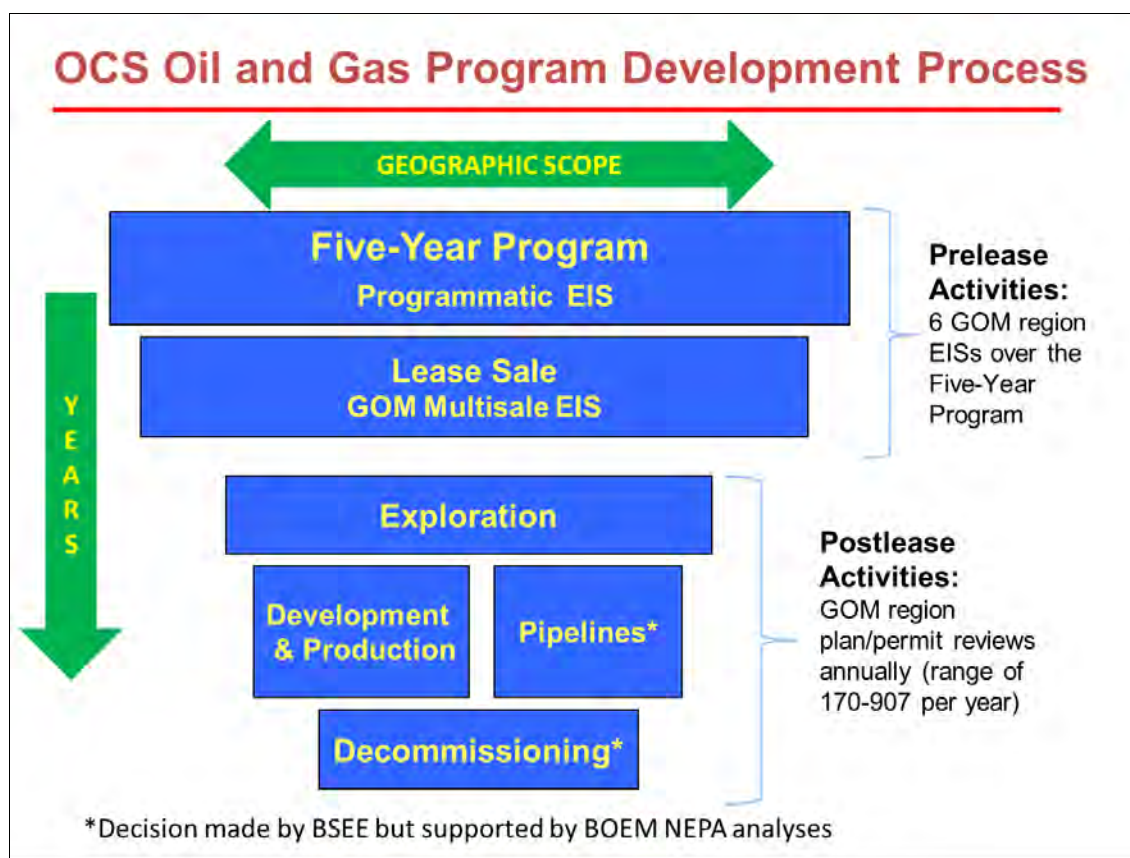 OCS Oil and Gas Program Development Process
GEOGRAPHIC SCOPE
Five-Year Program
Programmatic EIS
Lease Sale
GOM Multisale EIS
Prelease
Activities:
6 GOM region
EISs over the
Five-Year
Program
YEARS
Exploration
Development
& Production
Pipelines*
Decommissioning*
Postlease
Activities:
GOM region
plan/permit reviews
annually (range of
170-907 per year)
*Decision made by BSEE but supported by BOEM NEPA analyses